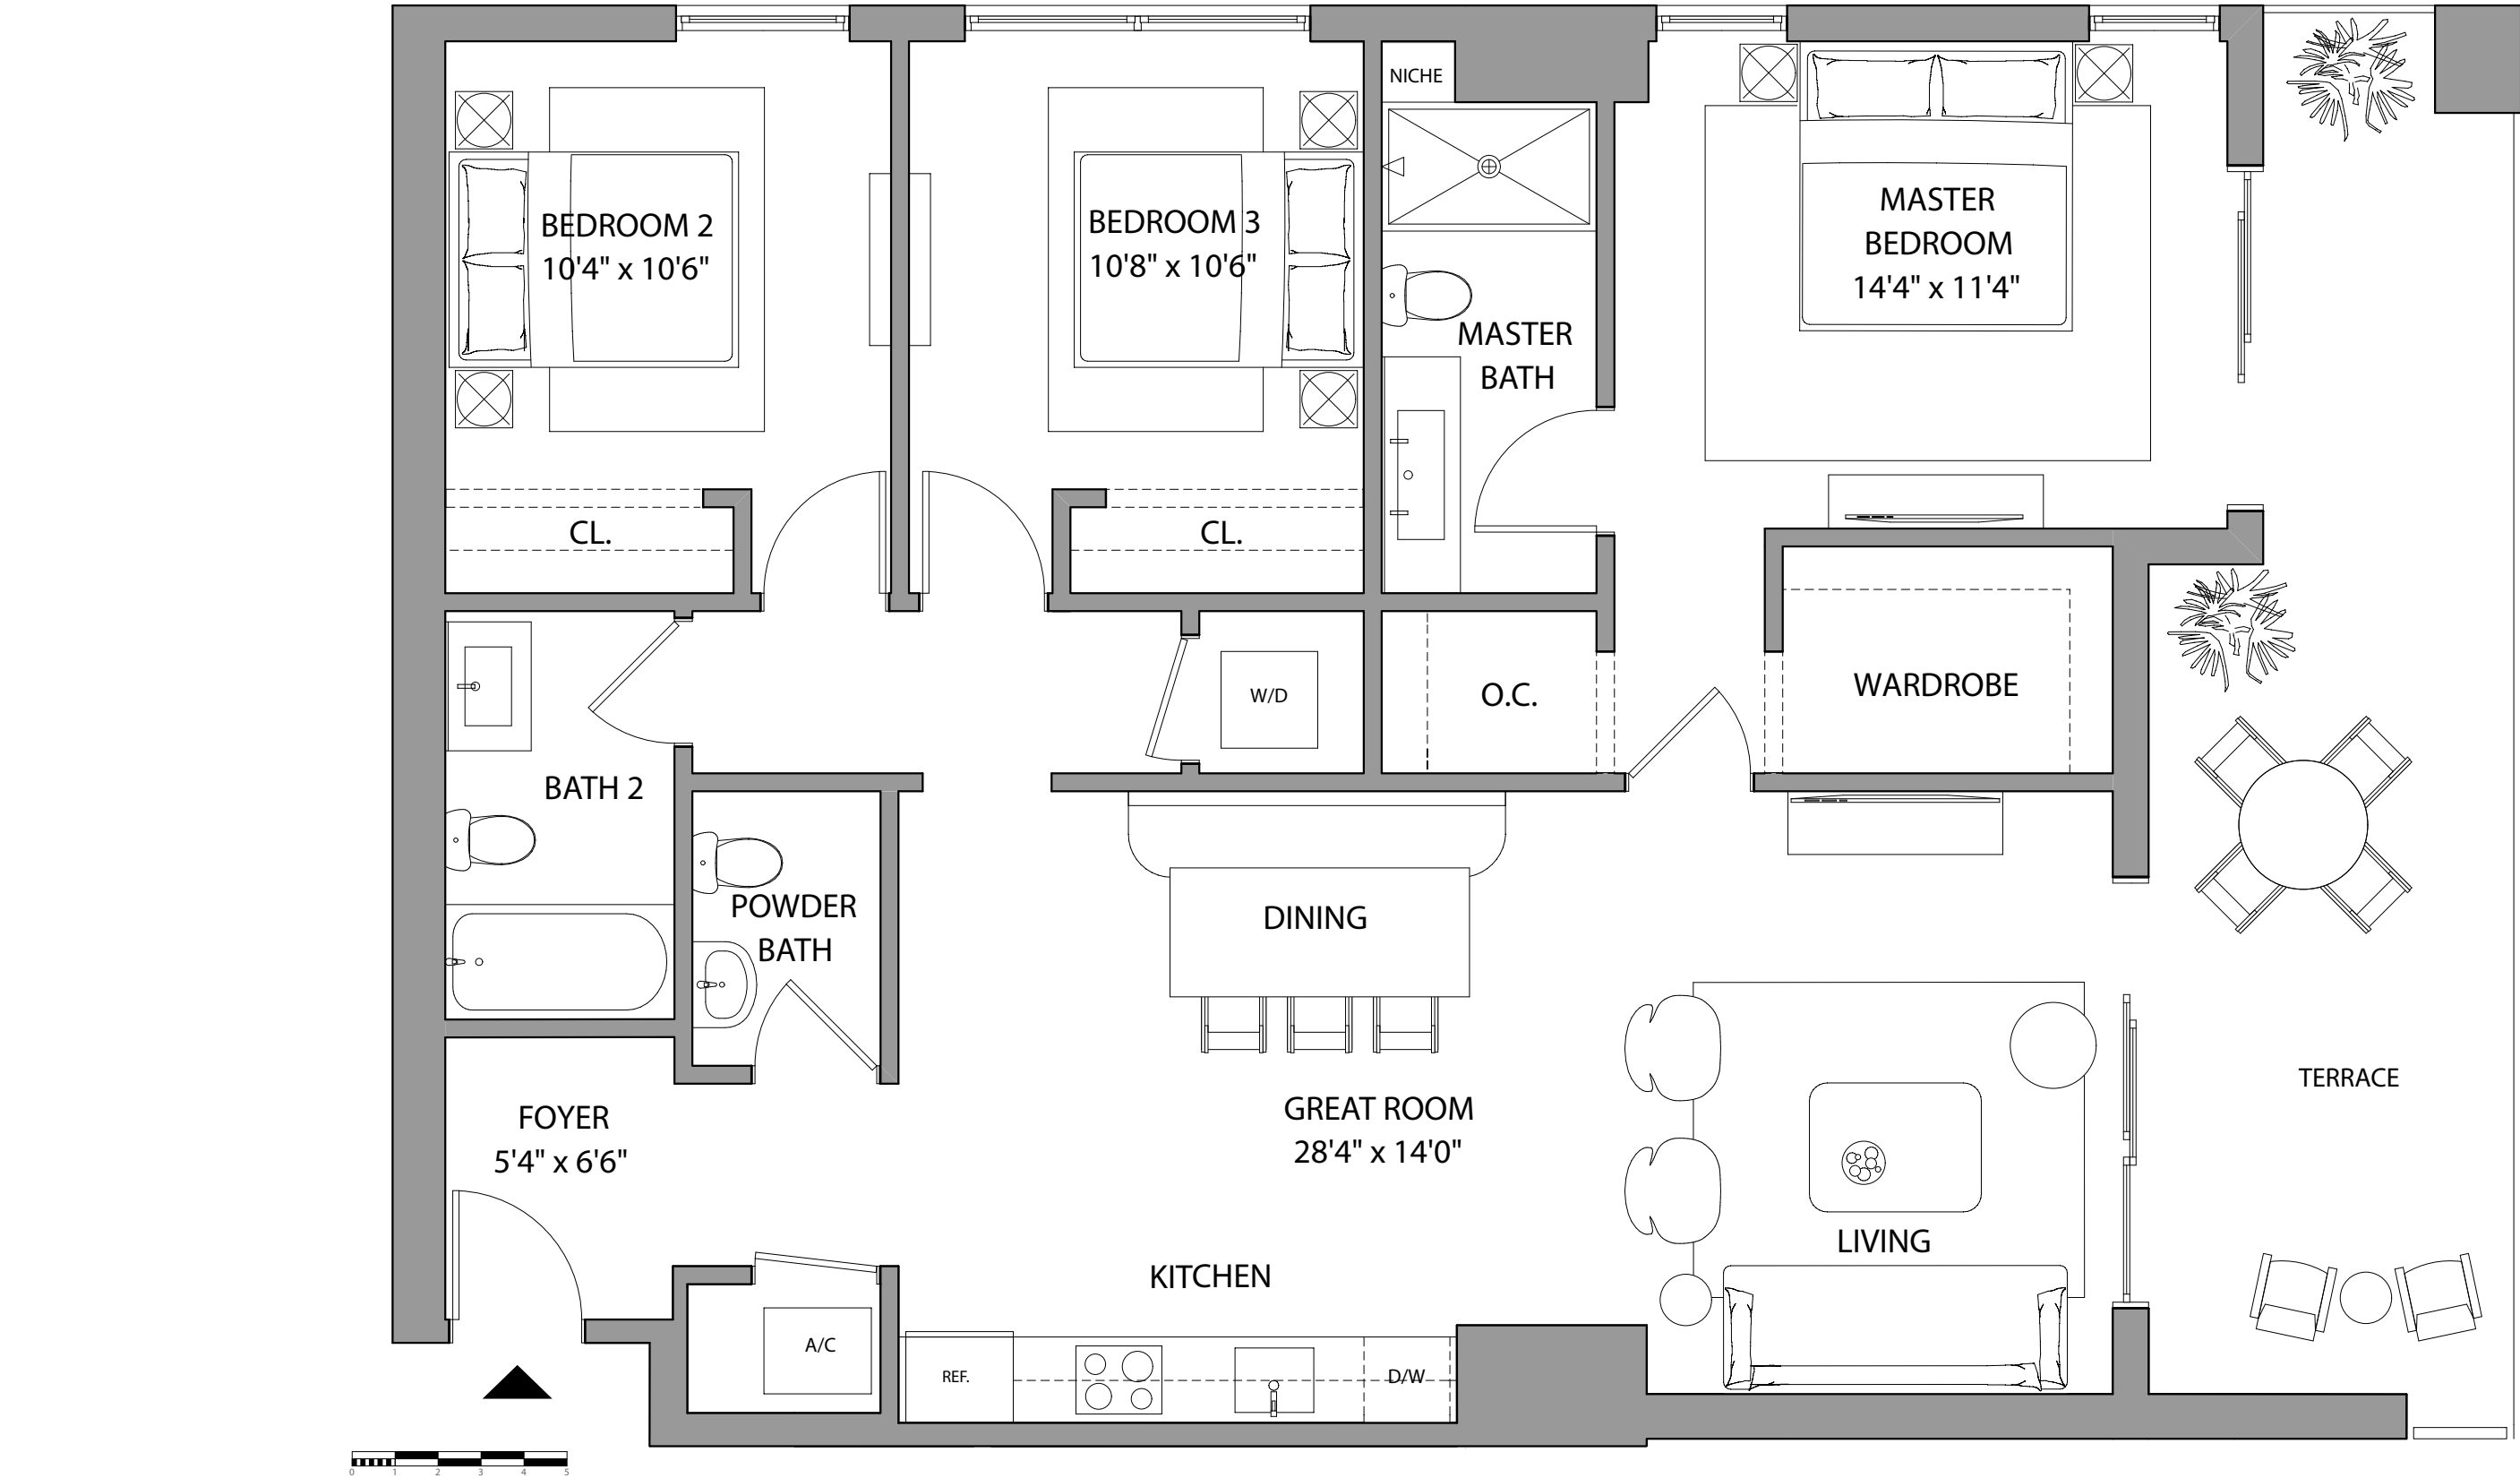 NICHE
BEDROOM 2
10'4" x 10'6"
BEDROOM 3
10'8" x 10'6"
MASTER
BEDROOM
14'4" x 11'4"
MASTER
BATH
CL.
CL.
W/D
O.C.
WARDROBE
BATH 2
POWDER
BATH
DINING
TERRACE
FOYER
5'4" x 6'6"
GREAT ROOM
28'4" x 14'0"
LIVING
KITCHEN
A/C
REF.
D/W
0 1 2 3 4 5